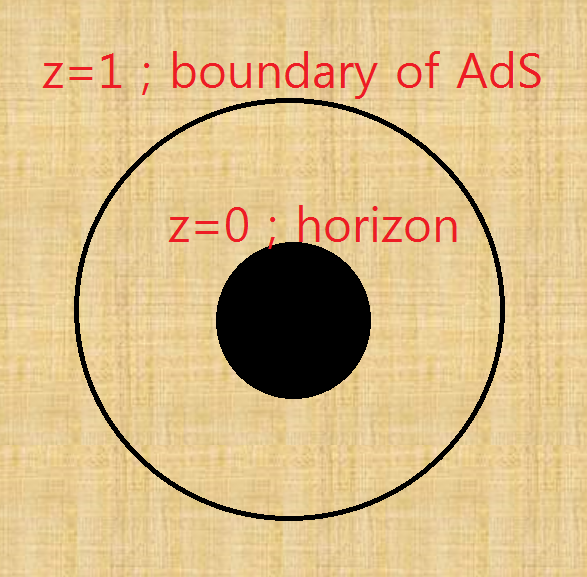 z=1 ; boundary of AdS
z=0 ; horizon